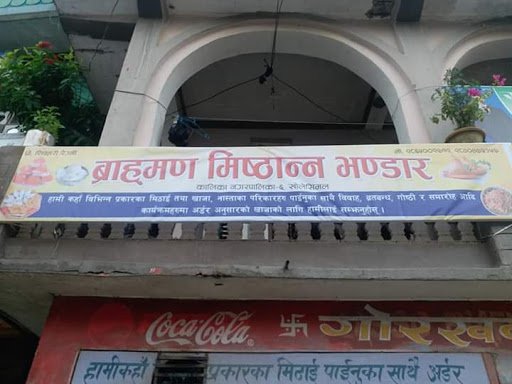 ब्राह्मण मिष्ठान्न भण्डार
कालिका नगरपालिका-६
हामी कहाँ विभिन्न प्रकारका मिठाई तथा खाजा, नास्ताका परिकारहरु पाईनुका साथै विवाह, व्रतबन्ध, गोष्ठी र समारोह आदि
कार्यक्रमहरुमा अर्डर अनुसारको खाजाको लागि हामीलाई सम्झनुहोस् ।
Coca-Cola 卐 गोरख
हामीकहाँ प्रकारका मिठाई पाईनुका साथै अर्डर